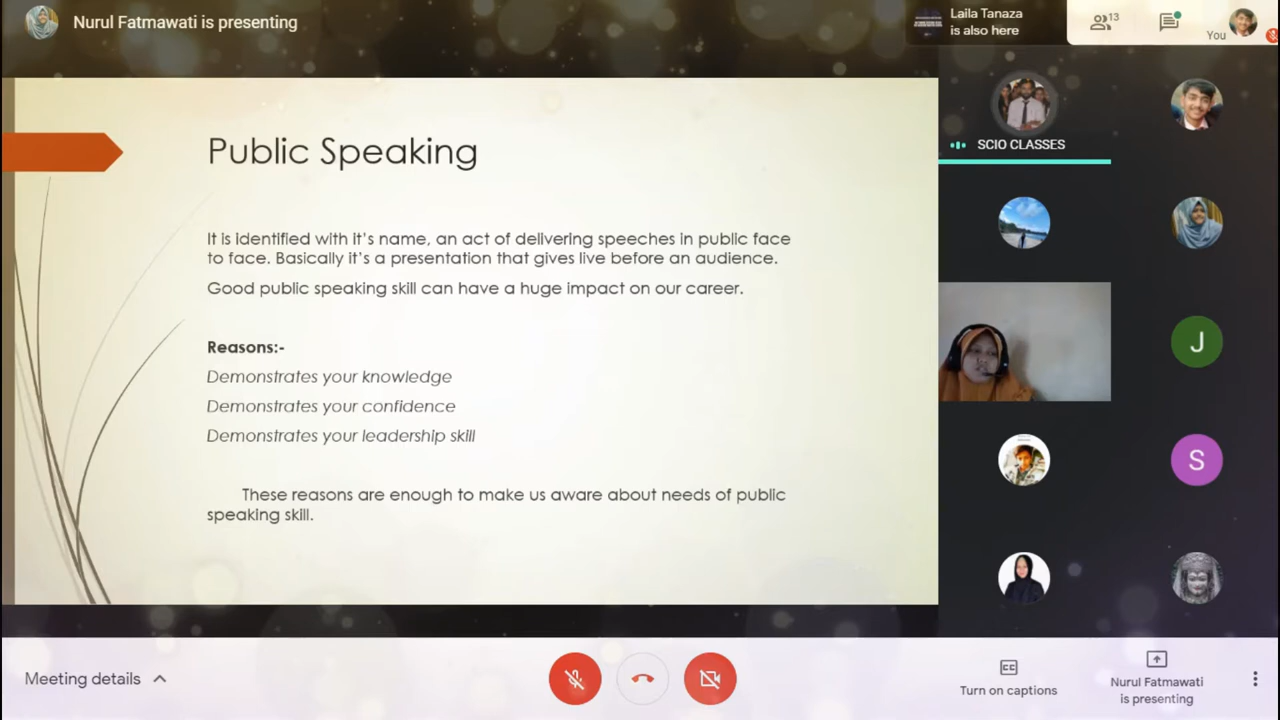 Nurul Fatmawati is presenting
Laila Tanaza
is also here
13
You
Public Speaking
It is identified with it's name, an act of delivering speeches in public face
to face. Basically it's a presentation that gives live before an audience.
Good public speaking skill can have a huge impact on our career.
Reasons:-
Demonstrates your knowledge
Demonstrates your confidence
Demonstrates your leadership skill
These reasons are enough to make us aware about needs of public
speaking skill.
SCIO CLASSES
J
S
Meeting details
CC
Turn on captions
Nurul Fatmawati
is presenting